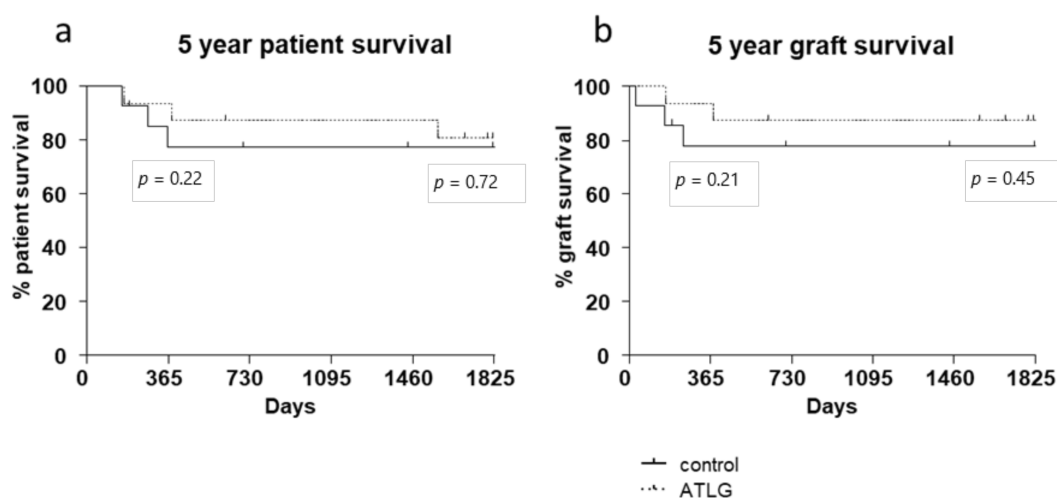 a
5 year patient survival
% patient survival
100
80
60
40
20
0
p = 0.22
p = 0.72
0 365 730 1095 1460 1825
Days
b
5 year graft survival
% graft survival
100
80
60
40
20
0
p = 0.21
p = 0.45
0 365 730 1095 1460 1825
Days
control
ATLG